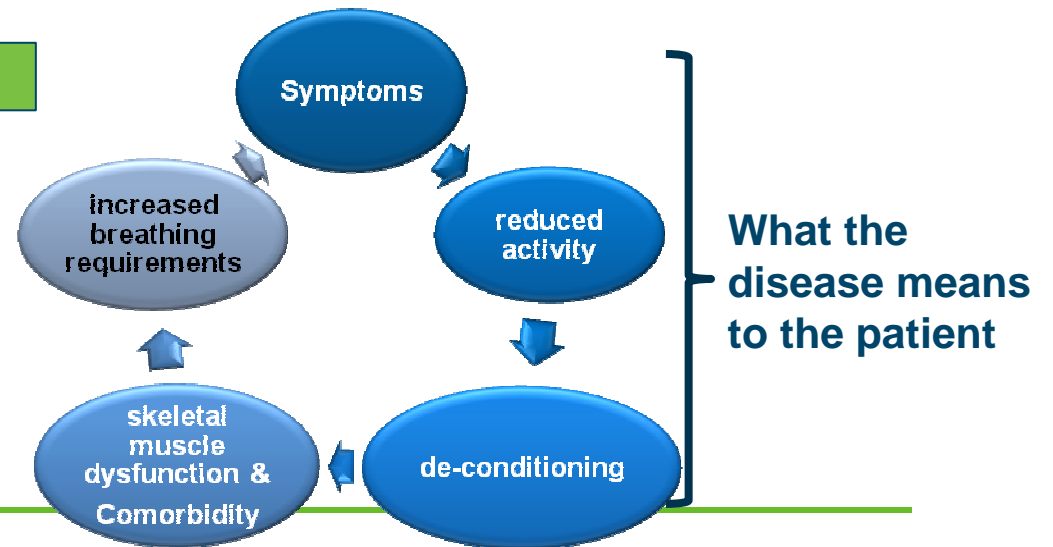 Symptoms
reduced
activity
de-conditioning
skeletal
muscle
dysfunction &
Comorbidity
increased
breathing
requirements
What the
disease means
to the patient